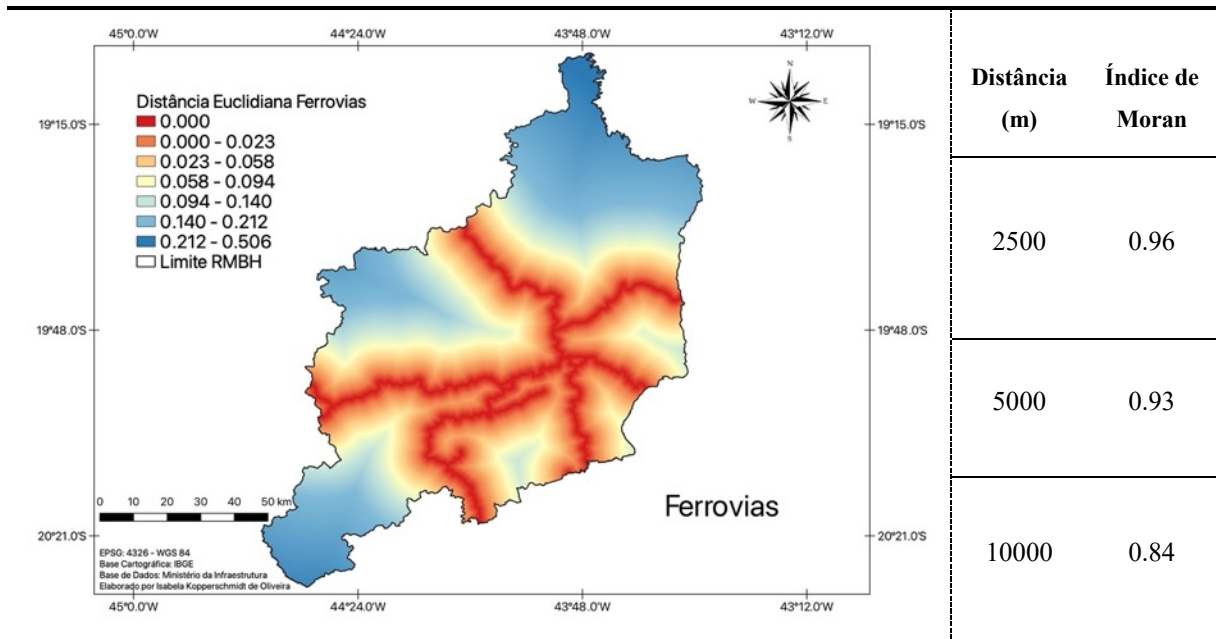 45°0.0'W
44°24.0'W
43°48.0'W
43°12.0'W
N
W
E
S
Distância Euclidiana Ferrovias
0.000
0.000 - 0.023
0.023 - 0.058
0.058 - 0.094
0.094 - 0.140
0.140 - 0.212
0.212 - 0.506
Limite RMBH
19°15.0'S
19°15.0'S
19°48.0'S
19°48.0'S
20°21.0'S
20°21.0'S
0 10 20 30 40 50 km
Ferrovias
EPSG: 4326 - WGS 84
Base Cartográfica: IBGE
Base de Dados: Ministério da Infraestrutura
Elaborado por Isabela Kopperschmidt de Oliveira
45°0.0'W
44°24.0'W
43°48.0'W
43°12.0'W
Distância Índice de
(m) Moran
2500 0.96
5000 0.93
10000 0.84